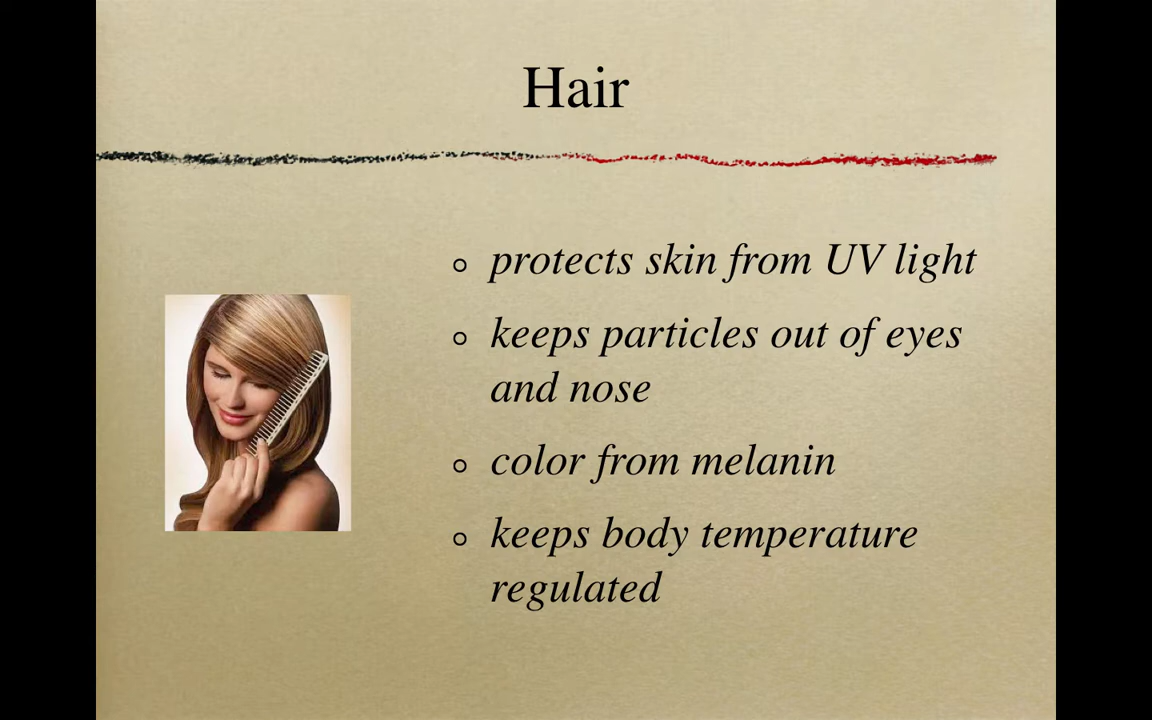 Hair
protects skin from UV light
keeps particles out of eyes
and nose
color from melanin
keeps body temperature
regulated